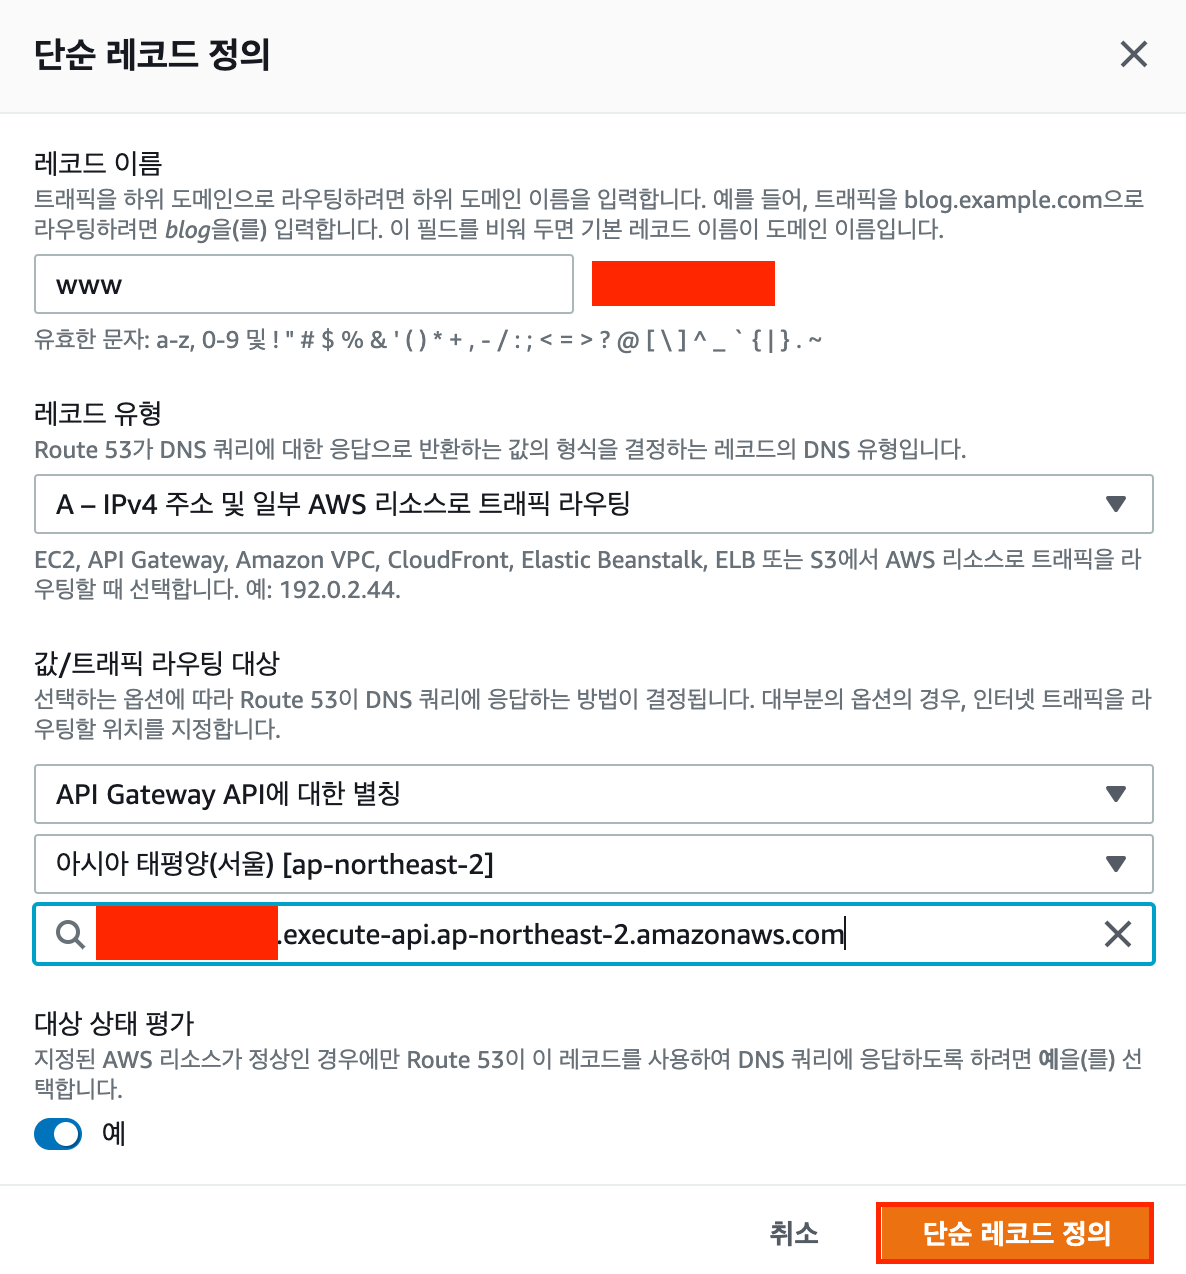 단순 레코드 정의
레코드 이름
트래픽을 하위 도메인으로 라우팅하려면 하위 도메인 이름을 입력합니다. 예를 들어, 트래픽을 blog.example.com으로
라우팅하려면 blog을(를) 입력합니다. 이 필드를 비워 두면 기본 레코드 이름이 도메인 이름입니다.
www
유효한 문자: a-z, 0-9 및 ! " # $ % & ' ( ) * + , - / : ; < = > ? @ [ \ ] ^ _ ` { | } . ~
레코드 유형
Route 53가 DNS 쿼리에 대한 응답으로 반환하는 값의 형식을 결정하는 레코드의 DNS 유형입니다.
A – IPv4 주소 및 일부 AWS 리소스로 트래픽 라우팅
EC2, API Gateway, Amazon VPC, CloudFront, Elastic Beanstalk, ELB 또는 S3에서 AWS 리소스로 트래픽을 라
우팅할 때 선택합니다. 예: 192.0.2.44.
값/트래픽 라우팅 대상
선택하는 옵션에 따라 Route 53이 DNS 쿼리에 응답하는 방법이 결정됩니다. 대부분의 옵션의 경우, 인터넷 트래픽을 라
우팅할 위치를 지정합니다.
API Gateway API에 대한 별칭
아시아 태평양(서울) [ap-northeast-2]
.execute-api.ap-northeast-2.amazonaws.com
대상 상태 평가
지정된 AWS 리소스가 정상인 경우에만 Route 53이 이 레코드를 사용하여 DNS 쿼리에 응답하도록 하려면 예을(를) 선
택합니다.
예
취소
단순 레코드 정의